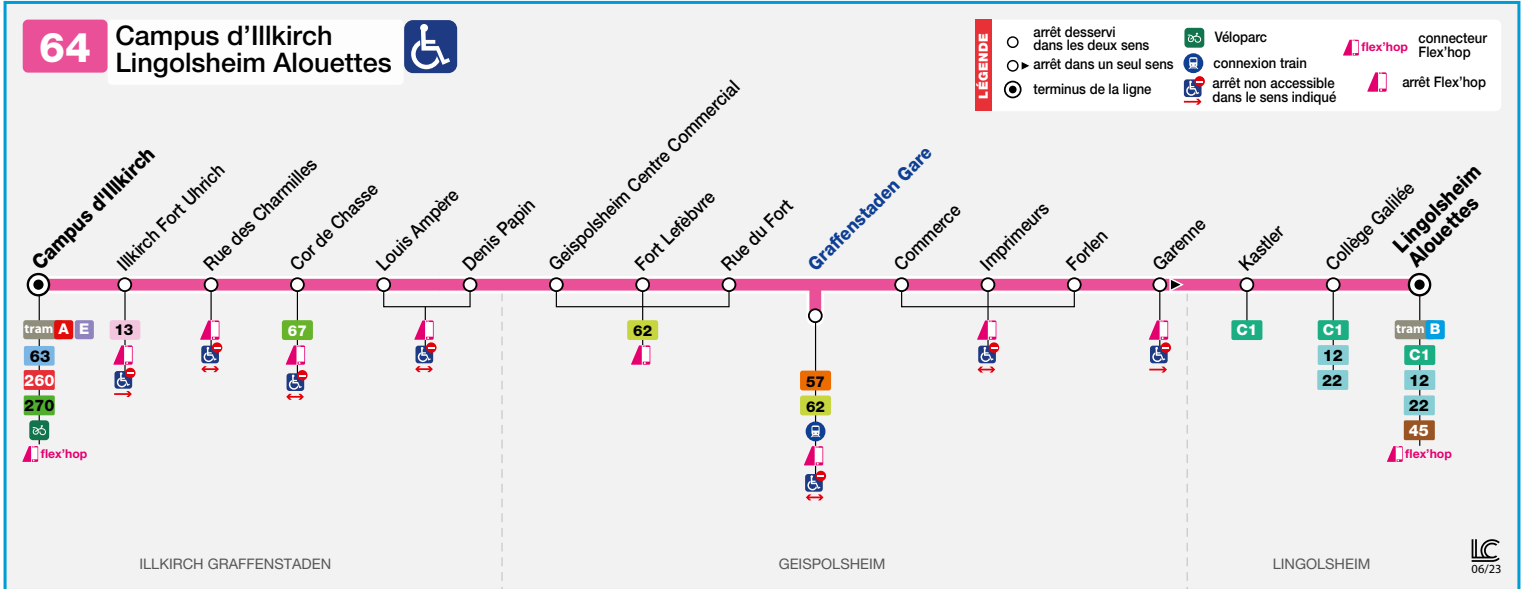 64
Campus d'Illkirch
Lingolsheim Alouettes
LÉGENDE
arrêt desservi
dans les deux sens
arrêt dans un seul sens
terminus de la ligne
Véloparc
connexion train
arrêt non accessible
dans le sens indiqué
flex'hop
connecteur
Flex'hop
arrêt Flex'hop
Campus d'Illkirch
Illkirch Fort Uhrich
Rue des Charmilles
Cor de Chasse
Louis Ampère
Denis Papin
Geispolsheim Centre Commercial
Fort Lefèbvre
Rue du Fort
Graffenstaden Gare
Commerce
Imprimeurs
Forlen
Garenne
Kastler
Collège Galilée
Lingolsheim
Alouettes
tram A E
63
260
270
flex'hop
13
67
62
57
62
C1
C1
12
22
tram B
C1
12
22
45
flex'hop
ILLKIRCH GRAFFENSTADEN
GEISPOLSHEIM
LINGOLSHEIM
LC
06/23